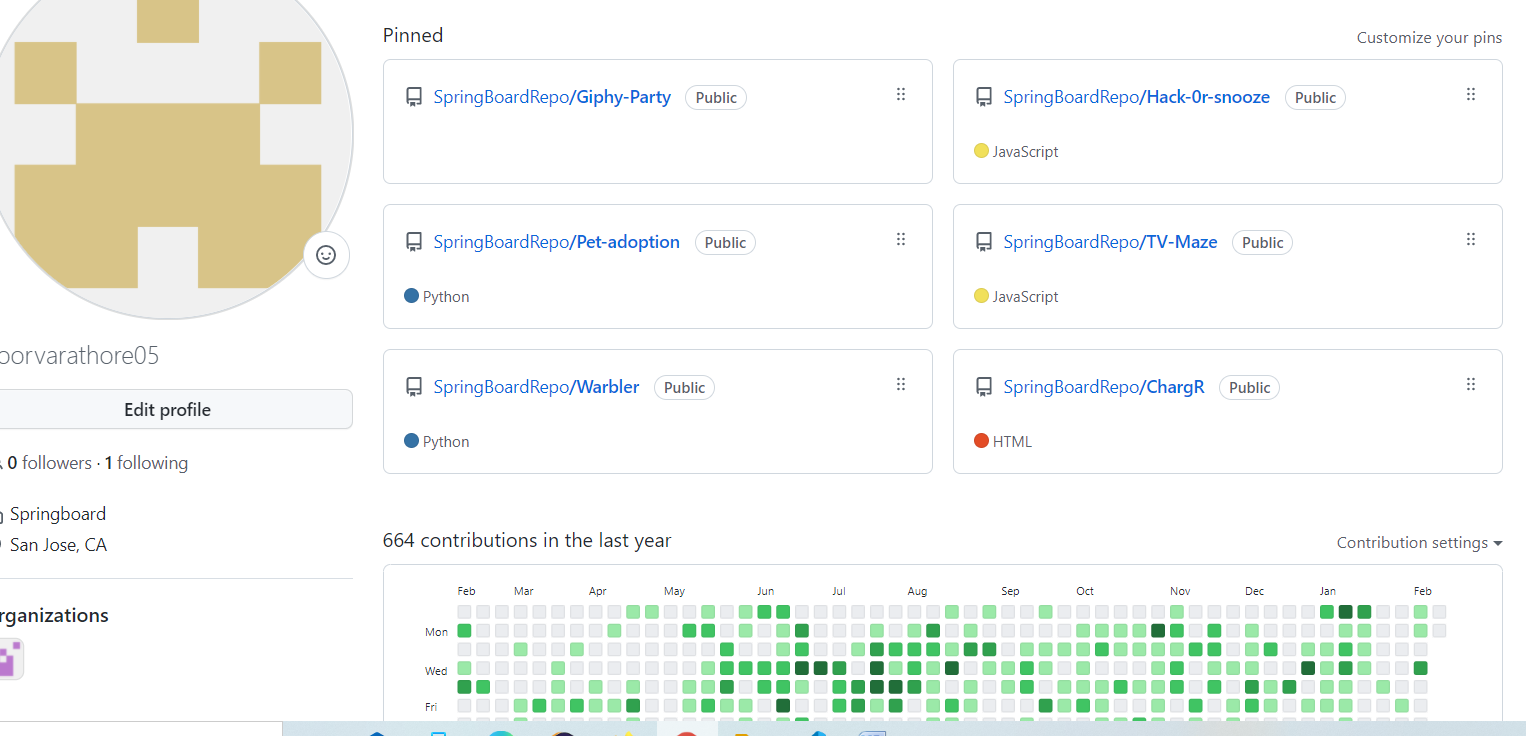 Pinned
Customize your pins
SpringBoardRepo/Giphy-Party Public
SpringBoardRepo/Hack-0r-snooze Public
JavaScript
SpringBoardRepo/Pet-adoption Public
Python
SpringBoardRepo/TV-Maze Public
JavaScript
SpringBoardRepo/Warbler Public
Python
SpringBoardRepo/ChargR Public
HTML
oorvarathore05
Edit profile
0 followers · 1 following
Springboard
San Jose, CA
rganizations
664 contributions in the last year
Contribution settings
Feb Mar Apr May Jun Jul Aug Sep Oct Nov Dec Jan Feb
Mon
Wed
Fri